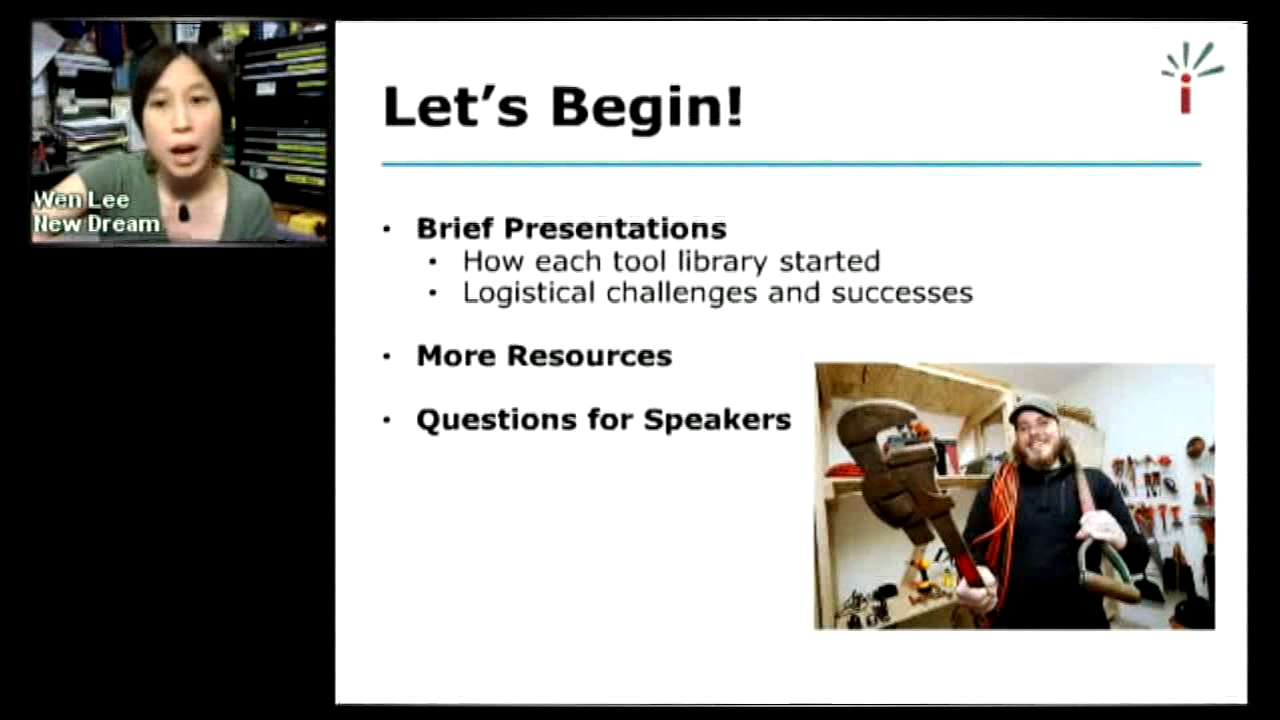 Wen Lee
New Dream
Let's Begin!
• Brief Presentations
• How each tool library started
• Logistical challenges and successes
• More Resources
• Questions for Speakers